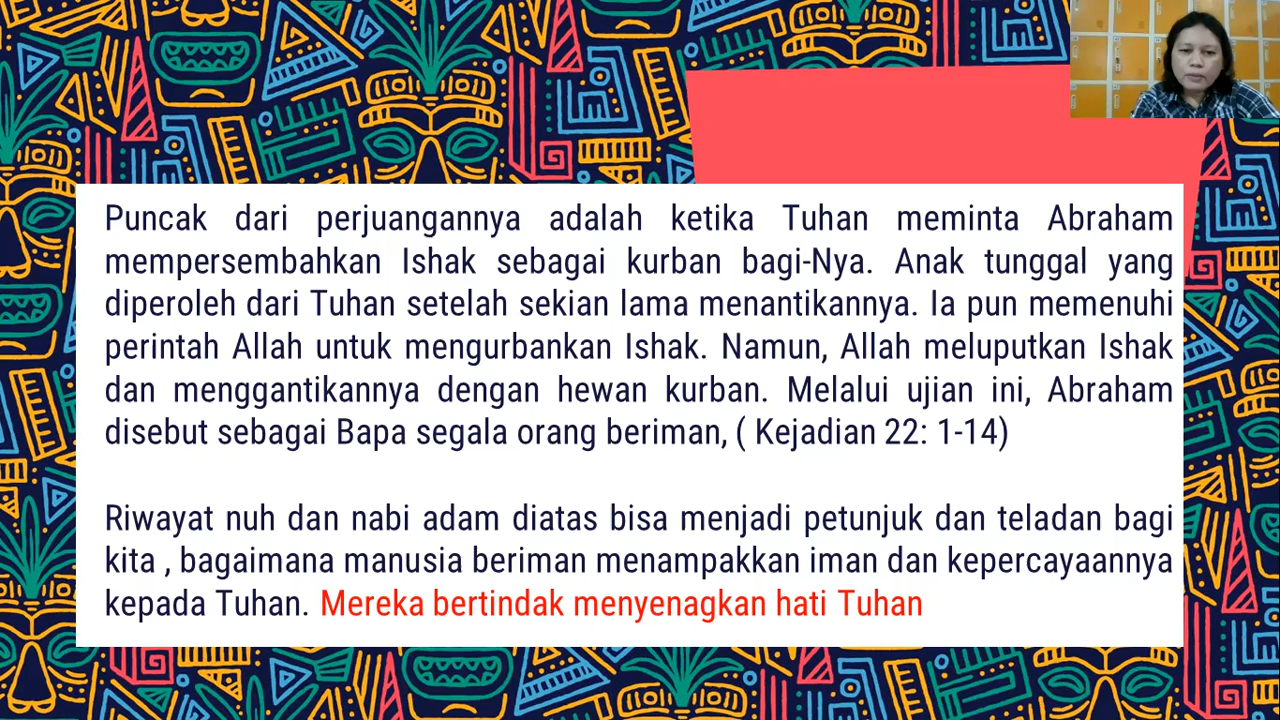 Puncak dari perjuangannya adalah ketika Tuhan meminta Abraham
mempersembahkan Ishak sebagai kurban bagi-Nya. Anak tunggal yang
diperoleh dari Tuhan setelah sekian lama menantikannya. Ia pun memenuhi
perintah Allah untuk mengurbankan Ishak. Namun, Allah meluputkan Ishak
dan menggantikannya dengan hewan kurban. Melalui ujian ini, Abraham
disebut sebagai Bapa segala orang beriman, ( Kejadian 22: 1-14)
Riwayat nuh dan nabi adam diatas bisa menjadi petunjuk dan teladan bagi
kita , bagaimana manusia beriman menampakkan iman dan kepercayaannya
kepada Tuhan. Mereka bertindak menyenagkan hati Tuhan